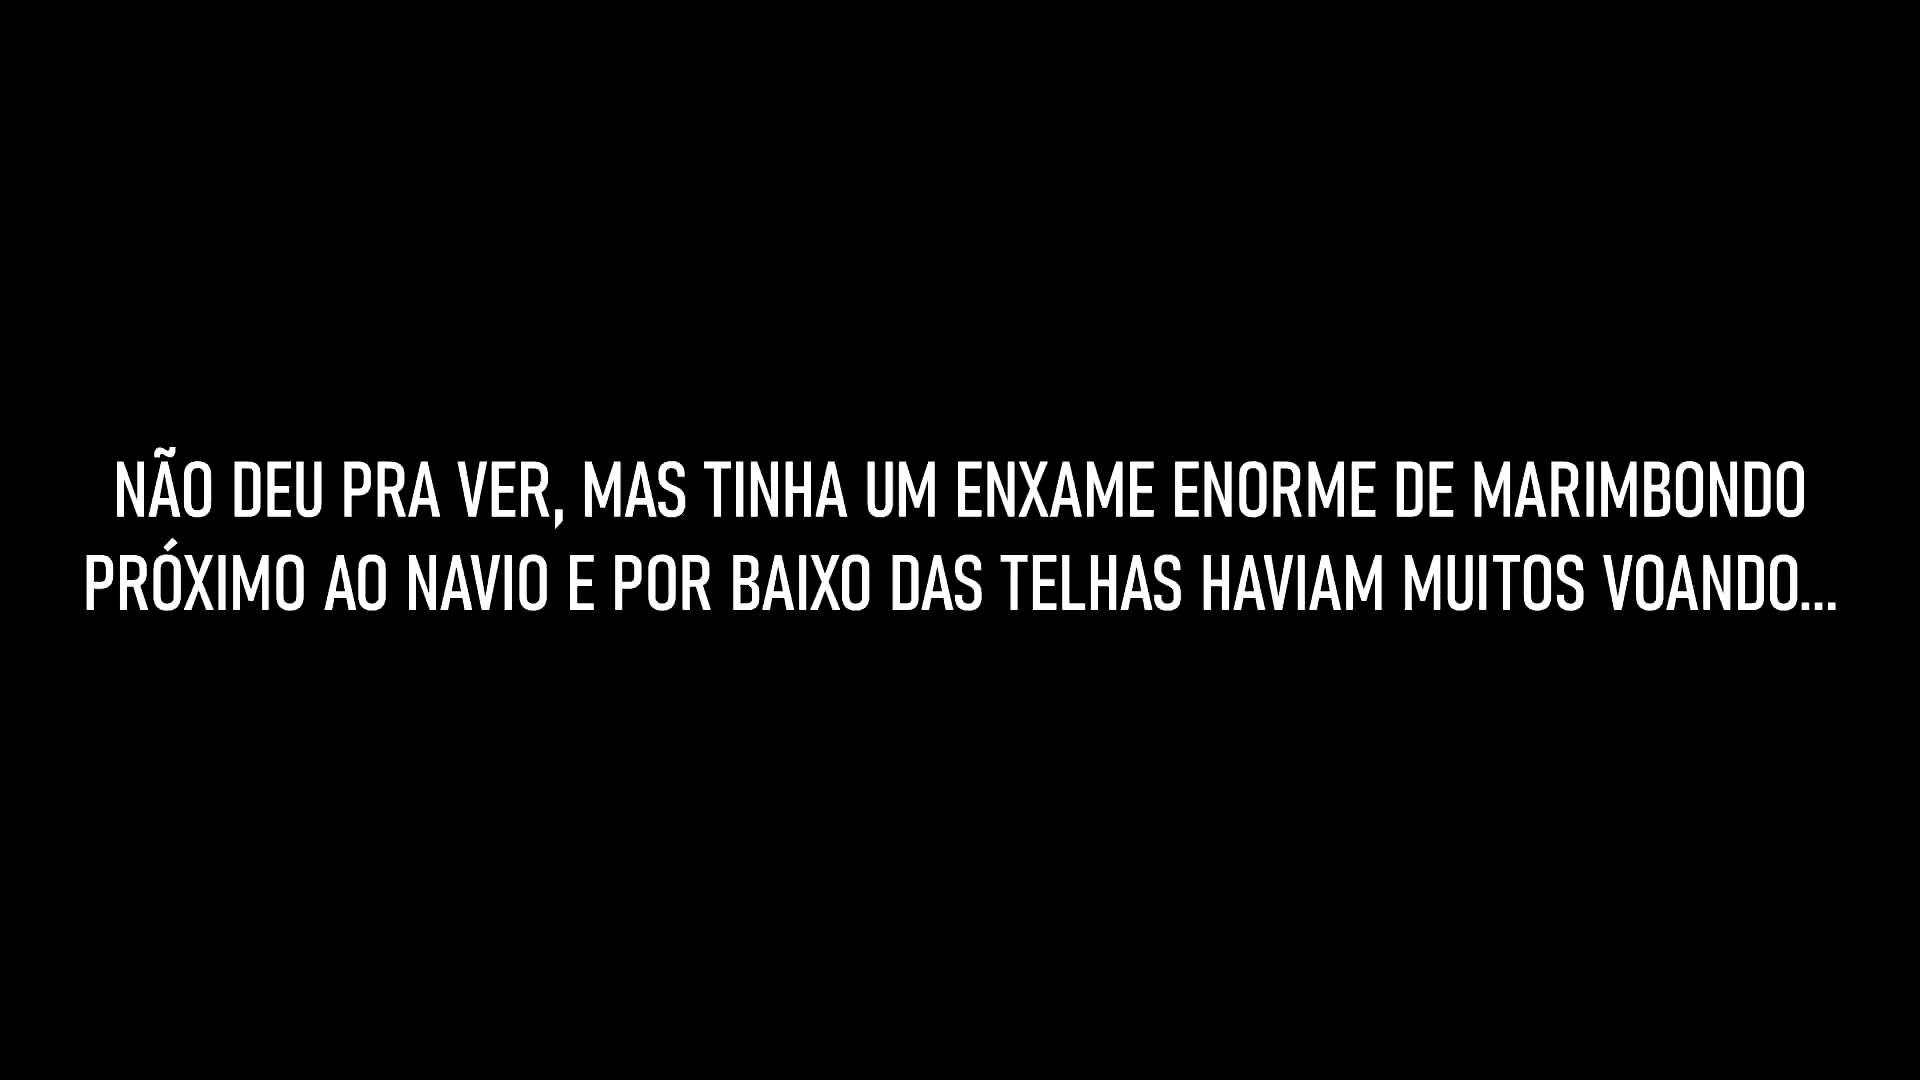 NÃO DEU PRA VER, MAS TINHA UM ENXAME ENORME DE MARIMBONDO
PRÓXIMO AO NAVIO E POR BAIXO DAS TELHAS HAVIAM MUITOS VOANDO...